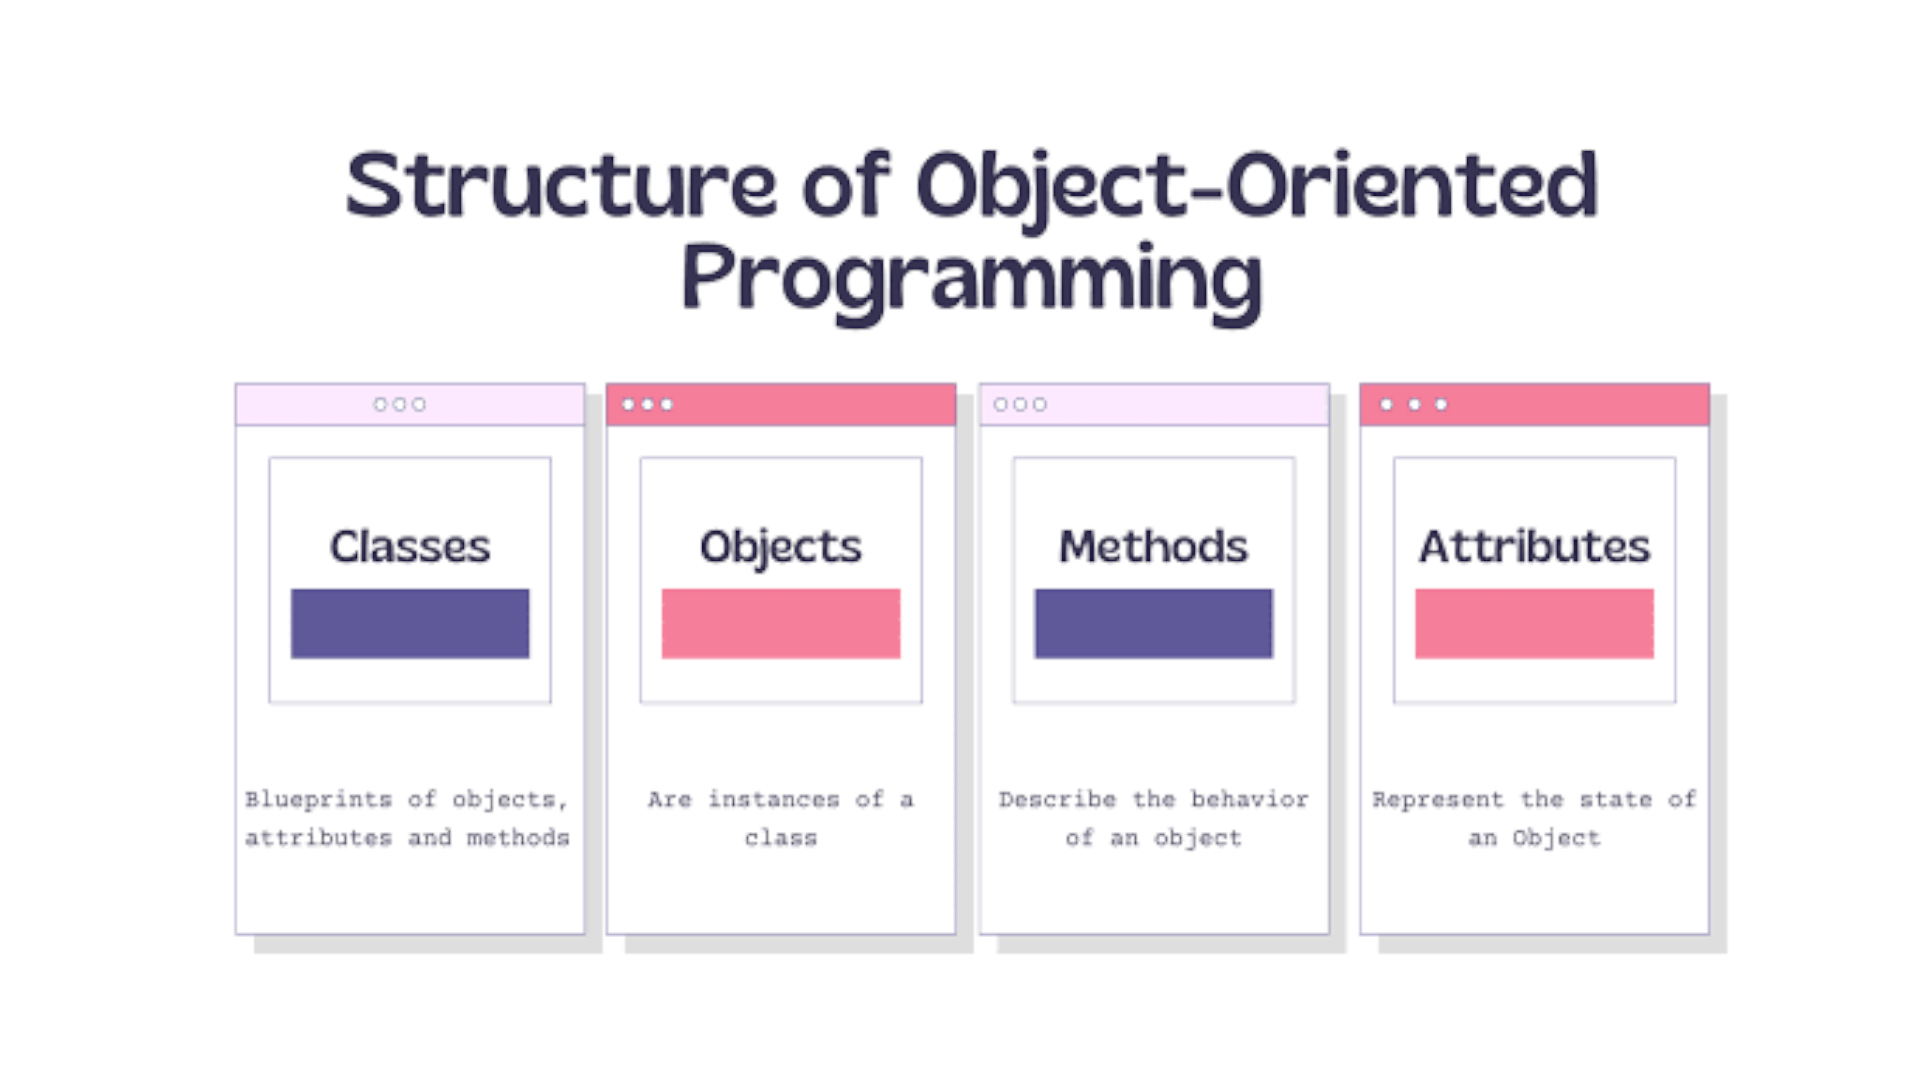 Structure of Object-Oriented
Programming
Classes
Blueprints of objects,
attributes and methods
Objects
Are instances of a
class
Methods
Describe the behavior
of an object
Attributes
Represent the state of
an Object